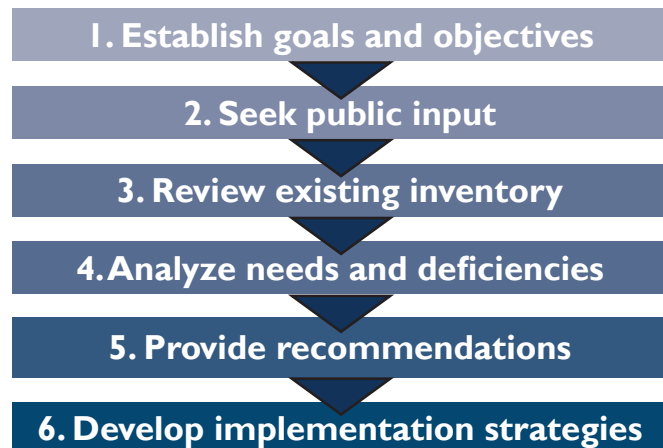 1. Establish goals and objectives
2. Seek public input
3. Review existing inventory
4. Analyze needs and deficiencies
5. Provide recommendations
6. Develop implementation strategies